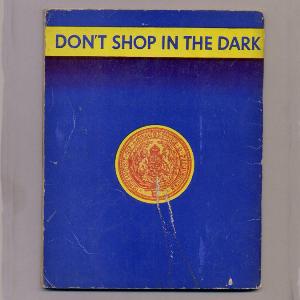 DON'T SHOP IN THE DARK